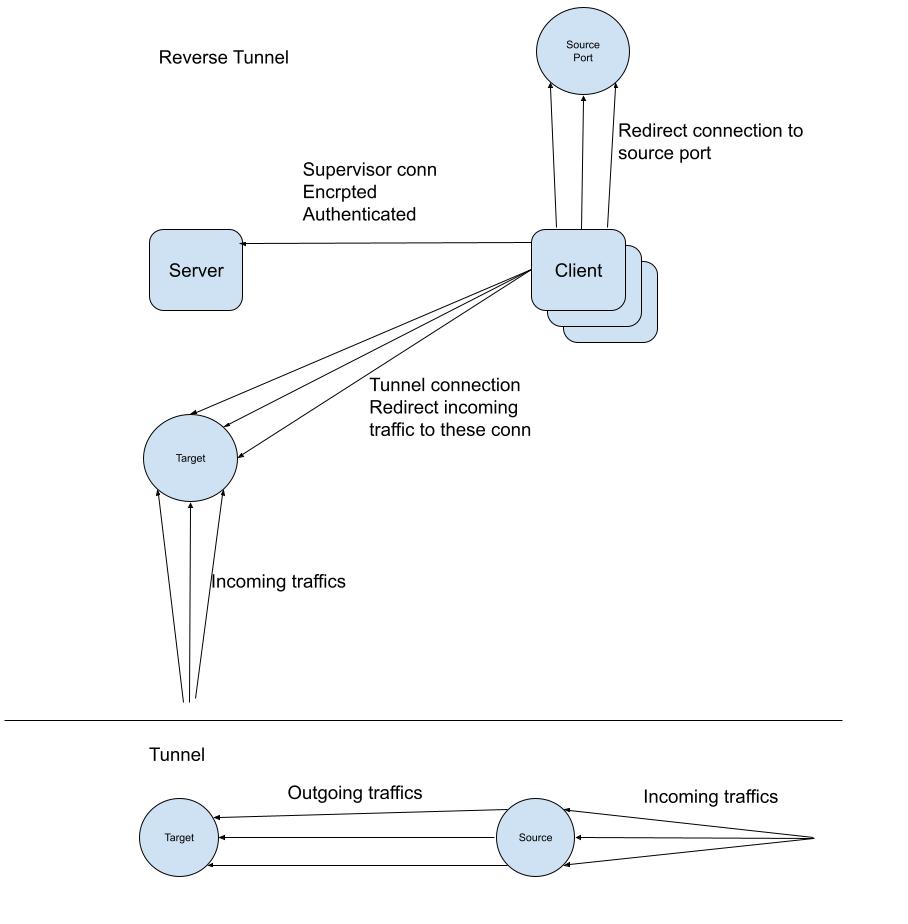 Reverse Tunnel
Source
Port
Redirect connection to
source port
Supervisor conn
Encrpted
Authenticated
Server
Client
Tunnel connection
Redirect incoming
traffic to these conn
Target
Incoming traffics
Tunnel
Outgoing traffics
Incoming traffics
Target
Source